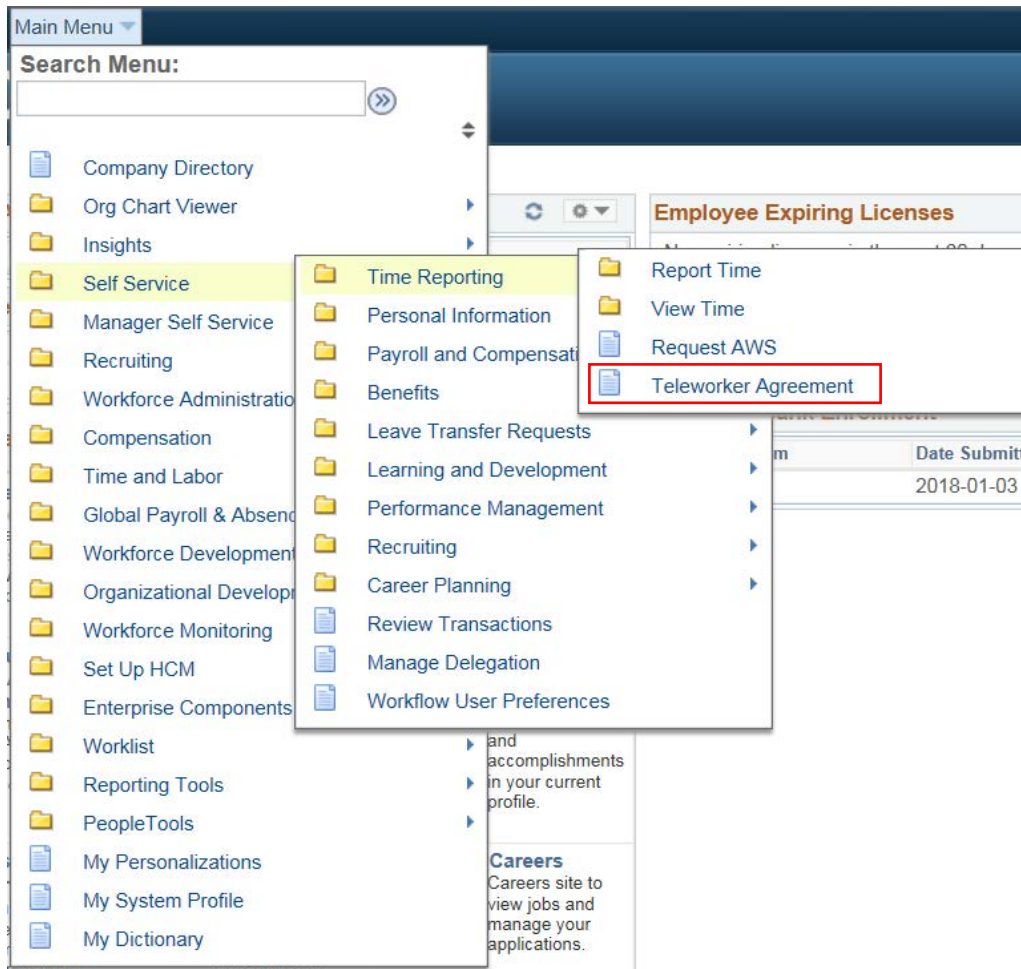 Main Menu
Search Menu:
Company Directory
Org Chart Viewer
Insights
Self Service
Manager Self Service
Recruiting
Workforce Administratio
Compensation
Time and Labor
Global Payroll & Absenc
Workforce Development
Organizational Develop
Workforce Monitoring
Set Up HCM
Enterprise Components
Worklist
Reporting Tools
PeopleTools
My Personalizations
My System Profile
My Dictionary
Time Reporting
Personal Information
Payroll and Compensati
Benefits
Leave Transfer Requests
Learning and Development
Performance Management
Recruiting
Career Planning
Review Transactions
Manage Delegation
Workflow User Preferences
Report Time
View Time
Request AWS
Teleworker Agreement
Employee Expiring Licenses
Date Submitt
2018-01-03
and
accomplishments
in your current
profile.
Careers
Careers site to
view jobs and
manage your
applications.